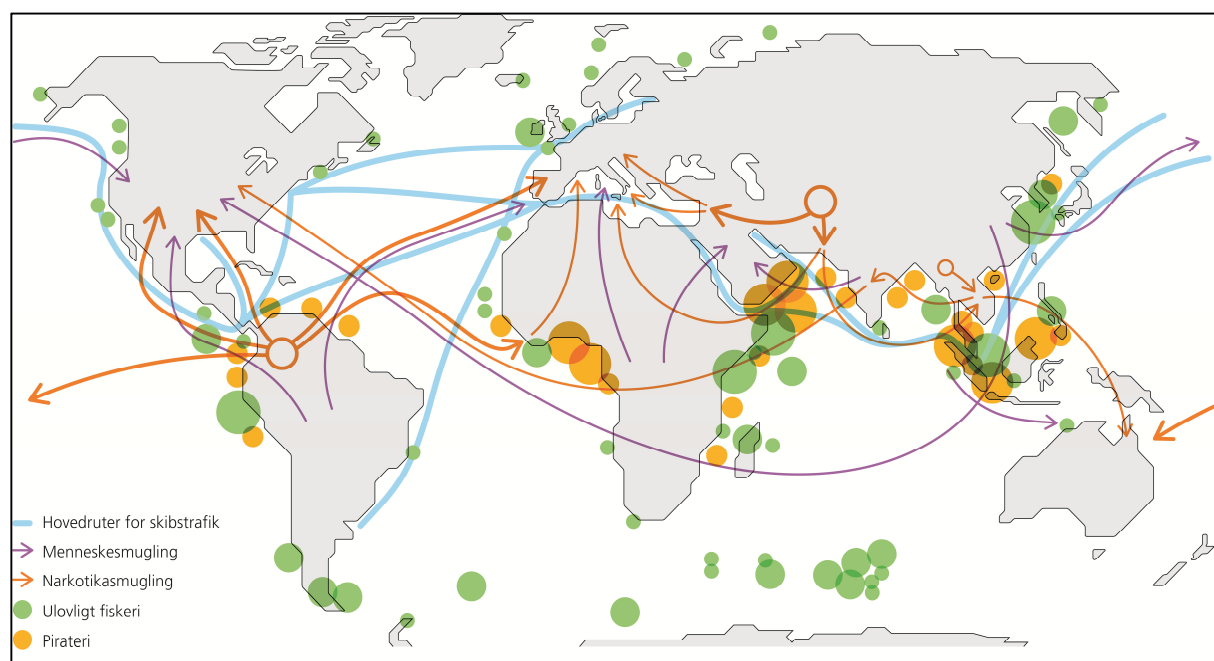 Hovedruter for skibstrafik
Menneskesmugling
Narkotikasmugling
Ulovligt fiskeri
Pirateri